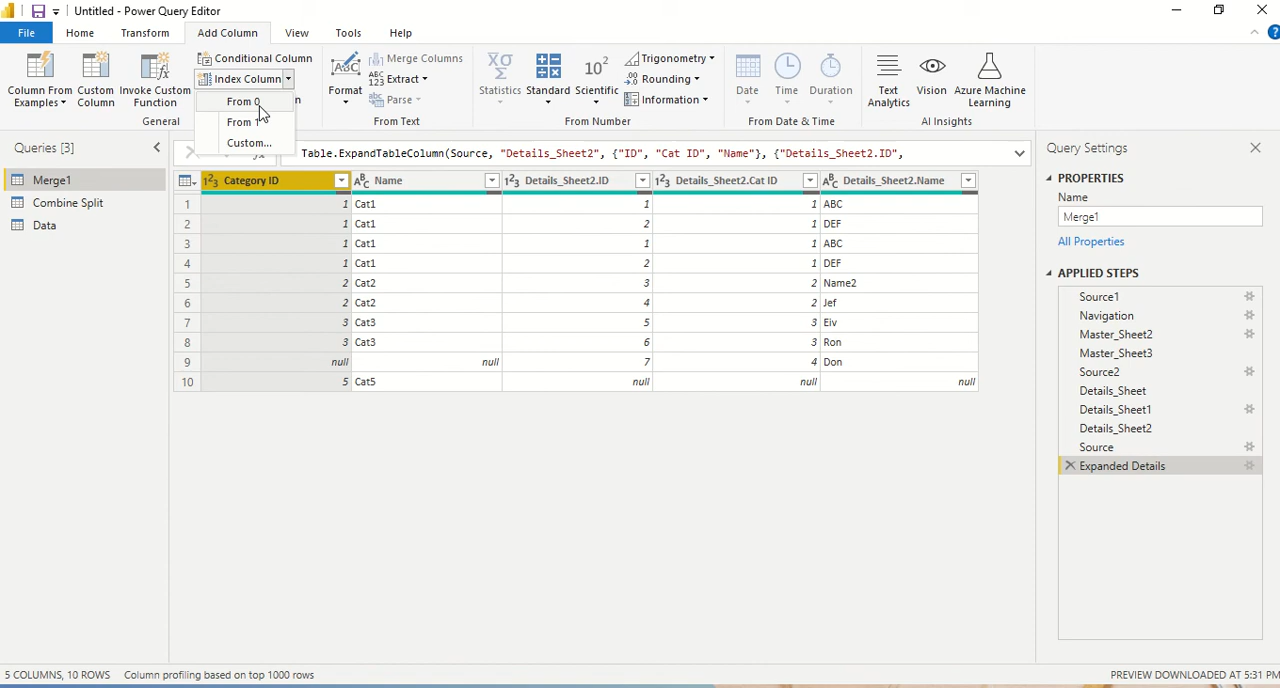 Untitled - Power Query Editor
File Home Transform Add Column View Tools Help
Column From Examples
Custom Column
Invoke Custom Function
Conditional Column
Index Column
From 0
From 1
Custom...
General
Format
Merge Columns
Extract
Parse
From Text
Statistics
Standard
Scientific
Trigonometry
Rounding
Information
From Number
Date
Time
Duration
From Date & Time
Text Analytics
Vision
Azure Machine Learning
AI Insights
Queries [3]
Merge1
Combine Split
Data
Table.ExpandTableColumn(Source, "Details_Sheet2", {"ID", "Cat ID", "Name"}, {"Details_Sheet2.ID",
Category ID Name Details_Sheet2.ID Details_Sheet2.Cat ID Details_Sheet2.Name
1 1 Cat1 1 1 ABC
2 1 Cat1 2 1 DEF
3 1 Cat1 1 1 ABC
4 1 Cat1 2 1 DEF
5 2 Cat2 3 2 Name2
6 2 Cat2 4 2 Jef
7 3 Cat3 5 3 Eiv
8 3 Cat3 6 3 Ron
9 null null 7 4 Don
10 5 Cat5 null null null
Query Settings
PROPERTIES
Name
Merge1
All Properties
APPLIED STEPS
Source1
Navigation
Master_Sheet2
Master_Sheet3
Source2
Details_Sheet
Details_Sheet1
Details_Sheet2
Source
Expanded Details
5 COLUMNS, 10 ROWS Column profiling based on top 1000 rows
PREVIEW DOWNLOADED AT 5:31 PM